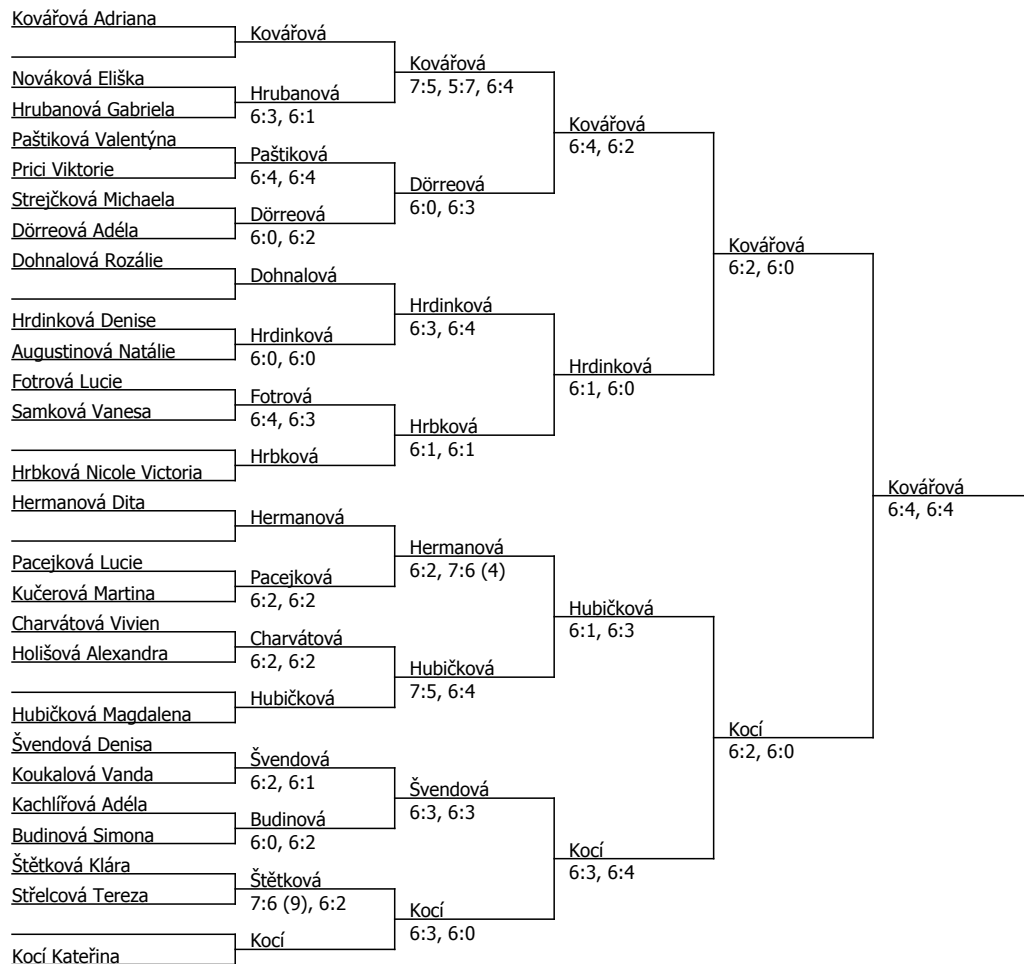 Kovářová Adriana
Nováková Eliška
Hrubanová Gabriela
Paštiková Valentýna
Prici Viktorie
Strejčková Michaela
Dörreová Adéla
Dohnalová Rozálie
Hrdinková Denise
Augustinová Natálie
Fotrová Lucie
Samková Vanesa
Hrbková Nicole Victoria
Hermanová Dita
Pacejková Lucie
Kučerová Martina
Charvátová Vivien
Holišová Alexandra
Hubičková Magdalena
Švendová Denisa
Koukalová Vanda
Kachlířová Adéla
Budinová Simona
Štětková Klára
Střelcová Tereza
Kocí Kateřina
Kovářová
Hrubanová
6:3, 6:1
Paštiková
6:4, 6:4
Dörreová
6:0, 6:2
Dohnalová
Hrdinková
6:0, 6:0
Fotrová
6:4, 6:3
Hrbková
Hermanová
Pacejková
6:2, 6:2
Charvátová
6:2, 6:2
Hubičková
Švendová
6:2, 6:1
Budinová
6:0, 6:2
Štětková
7:6 (9), 6:2
Kocí
Kovářová
7:5, 5:7, 6:4
Dörreová
6:0, 6:3
Hrdinková
6:3, 6:4
Hrbková
6:1, 6:1
Hermanová
6:2, 7:6 (4)
Hubičková
7:5, 6:4
Švendová
6:3, 6:3
Kocí
6:3, 6:0
Kovářová
6:4, 6:2
Hrdinková
6:1, 6:0
Hubičková
6:1, 6:3
Kocí
6:3, 6:4
Kovářová
6:2, 6:0
Kocí
6:2, 6:0
Kovářová
6:4, 6:4